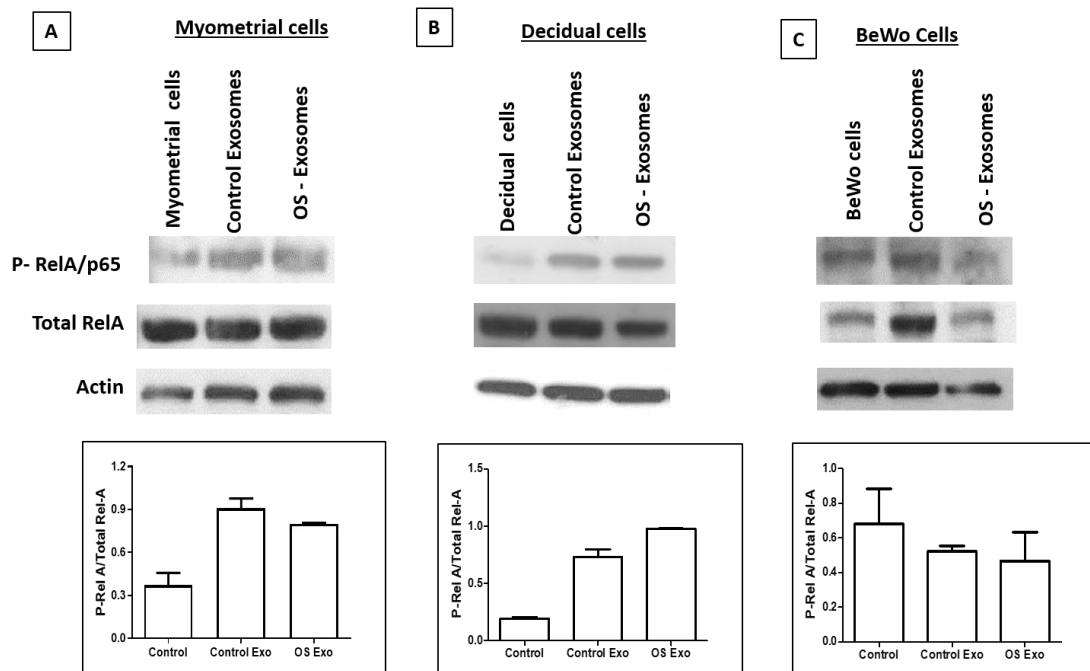 A
Myometrial cells
B
Decidual cells
C
BeWo Cells
Myometrial cells
Control Exosomes
OS - Exosomes
Decidual cells
Control Exosomes
OS - Exosomes
BeWo cells
Control Exosomes
OS - Exosomes
P- RelA/p65
Total RelA
Actin
P-Rel A/Total Rel-A
1.2
0.9
0.6
0.3
0.0
Control
Control Exo
OS Exo
P-Rel A/Total Rel-A
1.5
1.0
0.5
0.0
Control
Control Exo
OS Exo
P-Rel A/Total Rel-A
1.0
0.8
0.6
0.4
0.2
0.0
Control
Control Exo
OS Exo